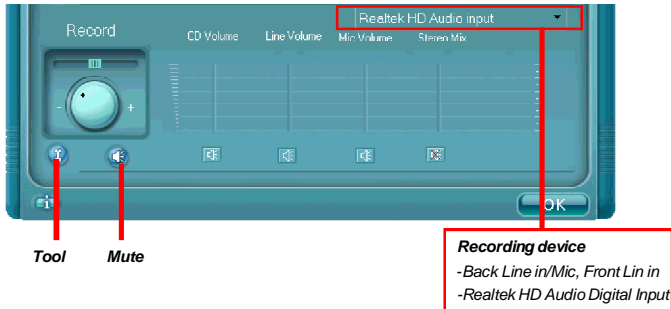 Realtek HD Audio input
Record
CD Volume Line Volume Mic Volume Stereo Mix
- +
i
OK
Tool Mute
Recording device
-Back Line in/Mic, Front Lin in
-Realtek HD Audio Digital Input